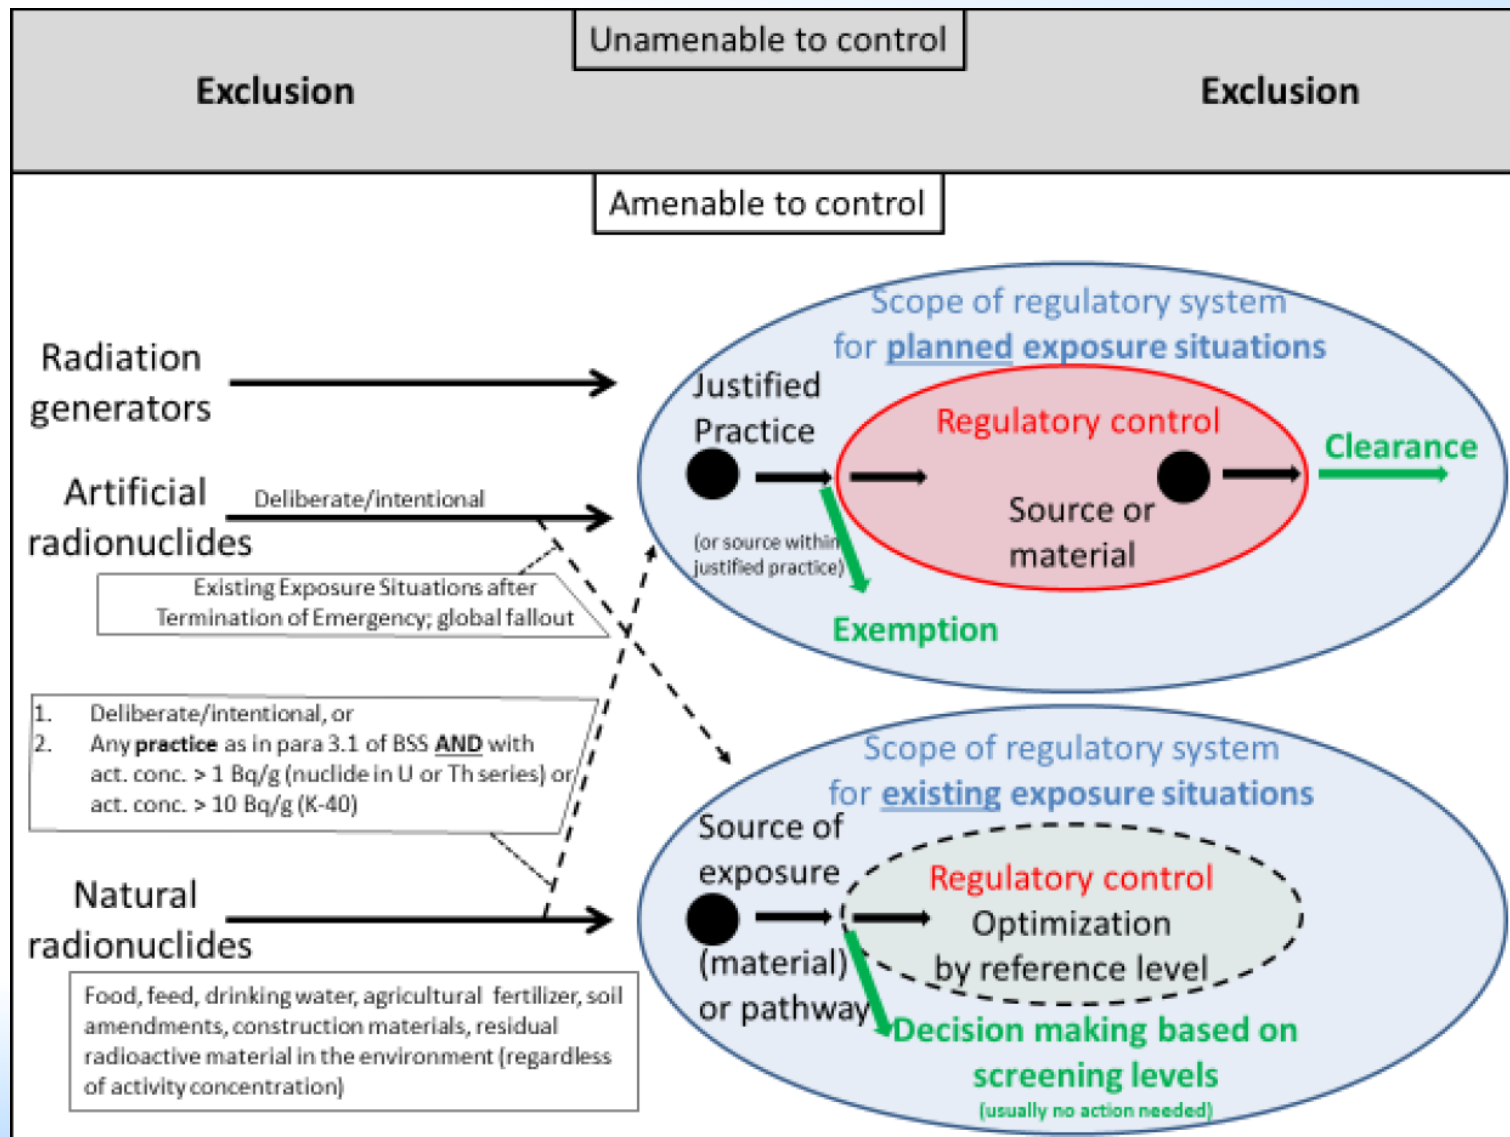 Unamenable to control
Exclusion
Exclusion
Amenable to control
Radiation
generators
Artificial
radionuclides
Deliberate/intentional
Existing Exposure Situations after
Termination of Emergency; global fallout
1. Deliberate/intentional, or
2. Any practice as in para 3.1 of BSS AND with
act. conc. > 1 Bq/g (nuclide in U or Th series) or
act. conc. > 10 Bq/g (K-40)
Natural
radionuclides
Food, feed, drinking water, agricultural fertilizer, soil
amendments, construction materials, residual
radioactive material in the environment (regardless
of activity concentration)
Scope of regulatory system
for planned exposure situations
Justified
Practice
(or source within
justified practice)
Regulatory control
Source or
material
Clearance
Exemption
Scope of regulatory system
for existing exposure situations
Source of
exposure
(material)
or pathway
Regulatory control
Optimization
by reference level
Decision making based on
screening levels
(usually no action needed)